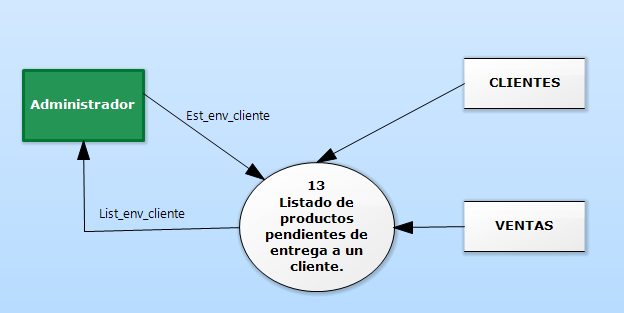 Administrador
Est_env_cliente
CLIENTES
List_env_cliente
13
Listado de
productos
pendientes de
entrega a un
cliente.
VENTAS